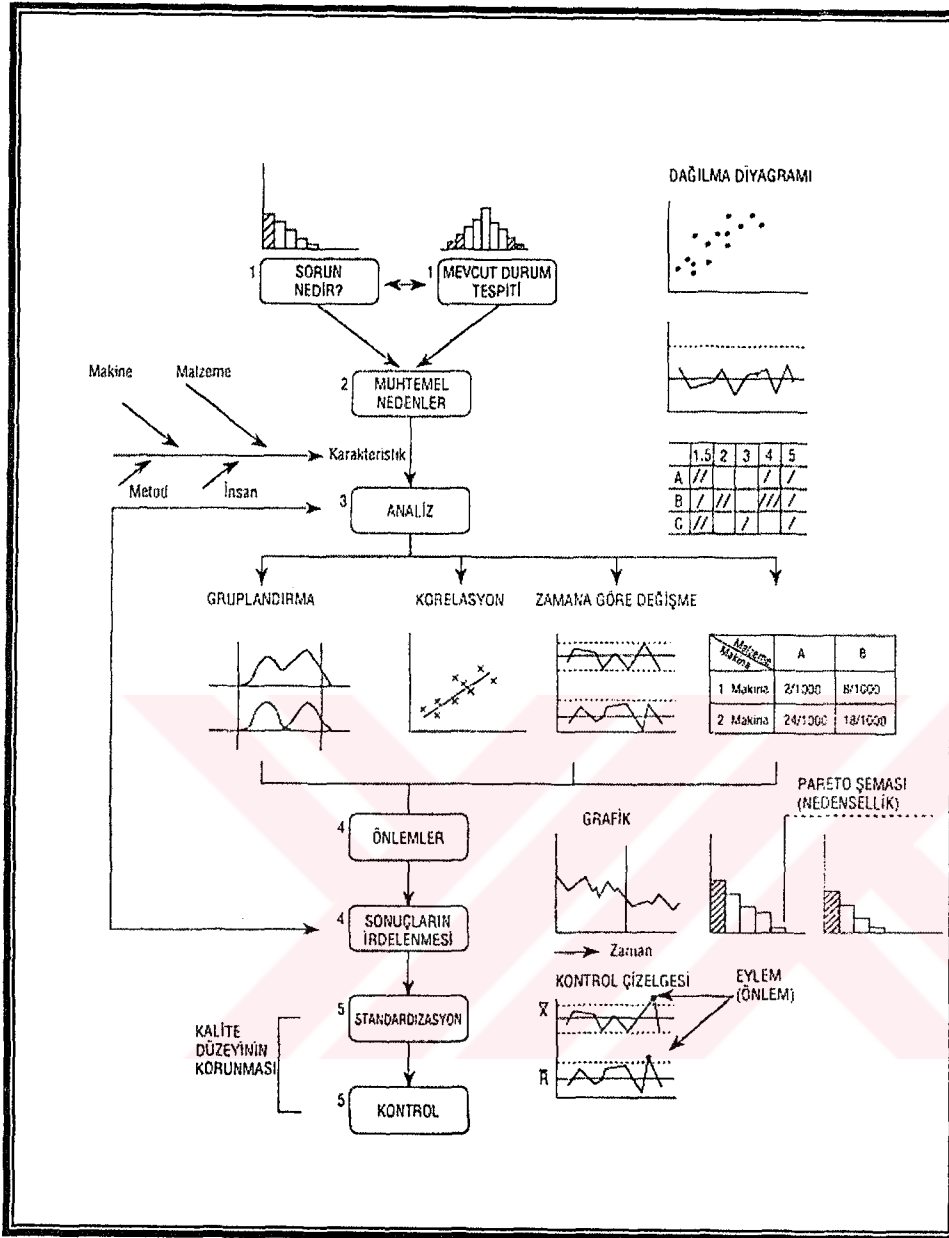 DAĞILMA DİYAGRAMI
1 SORUN
NEDİR?
1 MEVCUT DURUM
TESPİTİ
2 MUHTEMEL
NEDENLER
Makine
Malzeme
Karakteristik
Metod
İnsan
3 ANALİZ
1.5 2 3 4 5
A // / /
B / // /// /
C // / /
GRUPLANDIRMA
KORELASYON
ZAMANA GÖRE DEĞİŞME
Malzeme
Makina
A B
1 Makina 2/1000 8/1000
2 Makina 24/1000 18/1000
PARETO ŞEMASI
(NEDENSELLİK)
4 ÖNLEMLER
GRAFİK
4 SONUÇLARIN
İRDELENMESİ
Zaman
KONTROL ÇİZELGESİ
EYLEM
(ÖNLEM)
X̅
R̅
5 STANDARDIZASYON
KALİTE
DÜZEYİNİN
KORUNMASI
5 KONTROL